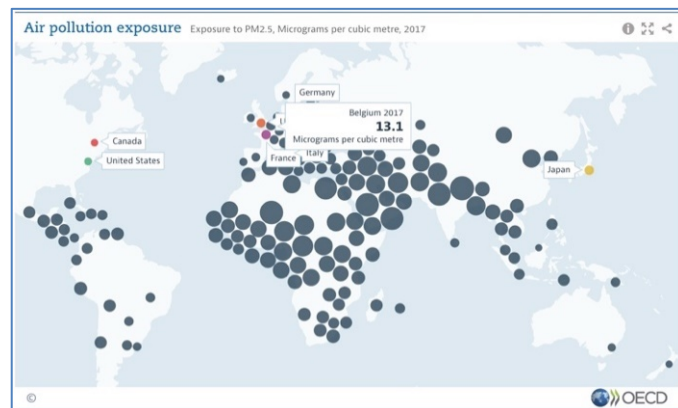 Air pollution exposure Exposure to PM2.5, Micrograms per cubic metre, 2017
Germany
Belgium 2017
13.1
Micrograms per cubic metre
Canada
United States
France
Italy
Japan
©
OECD